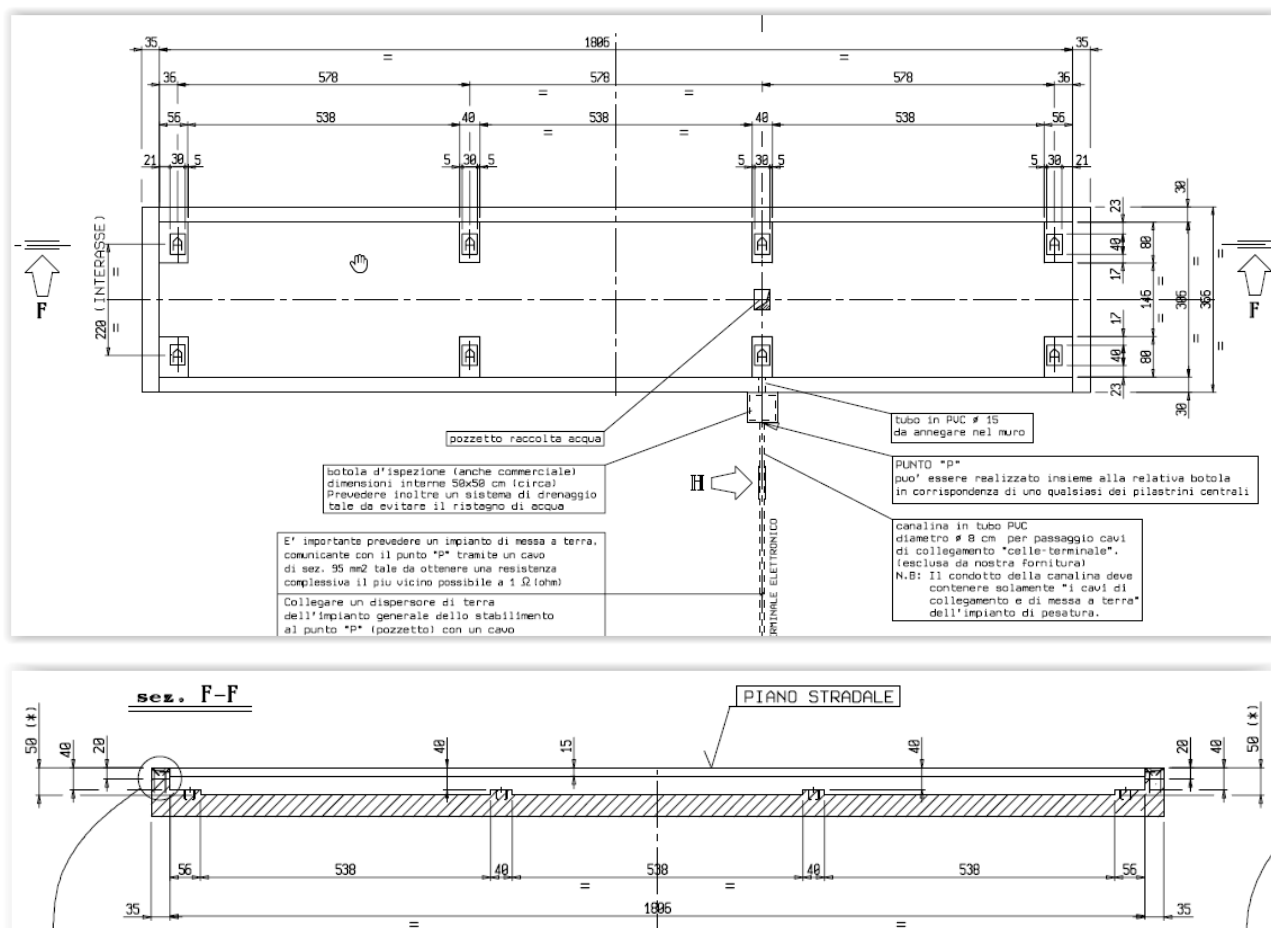 35 1806 35
= =
36 578 578 578 36
= =
56 538 40 538 40 538 56
= =
21 30 5 5 30 5 5 30 5 5 30 21
220 (INTERASSE)
= =
F
F
23 40 17 17 40 23
80 146 80
= =
30 306 30
= =
366
= =
pozzetto raccolta acqua
tubo in PVC ø 15
da annegare nel muro
botola d'ispezione (anche commerciale)
dimensioni interne 50x50 cm (circa)
Prevedere inoltre un sistema di drenaggio
tale da evitare il ristagno di acqua
H
PUNTO "P"
puo' essere realizzato insieme alla relativa botola
in corrispondenza di uno qualsiasi dei pilastrini centrali
E' importante prevedere un impianto di messa a terra,
comunicante con il punto "P" tramite un cavo
di sez. 95 mm2 tale da ottenere una resistenza
complessiva il piu vicino possibile a 1 Ω (ohm)
Collegare un dispersore di terra
dell'impianto generale dello stabilimento
al punto "P" (pozzetto) con un cavo
canalina in tubo PVC
diametro ø 8 cm per passaggio cavi
di collegamento "celle-terminale".
(esclusa da nostra fornitura)
N.B: Il condotto della canalina deve
contenere solamente "i cavi di
collegamento e di messa a terra"
dell'impianto di pesatura.
ELETTRONICO
sez. F-F
PIANO STRADALE
50 (*) 40 20 40 15 40 20 40 50 (*)
56 538 40 538 40 538 56
= =
35 1806 35
= =